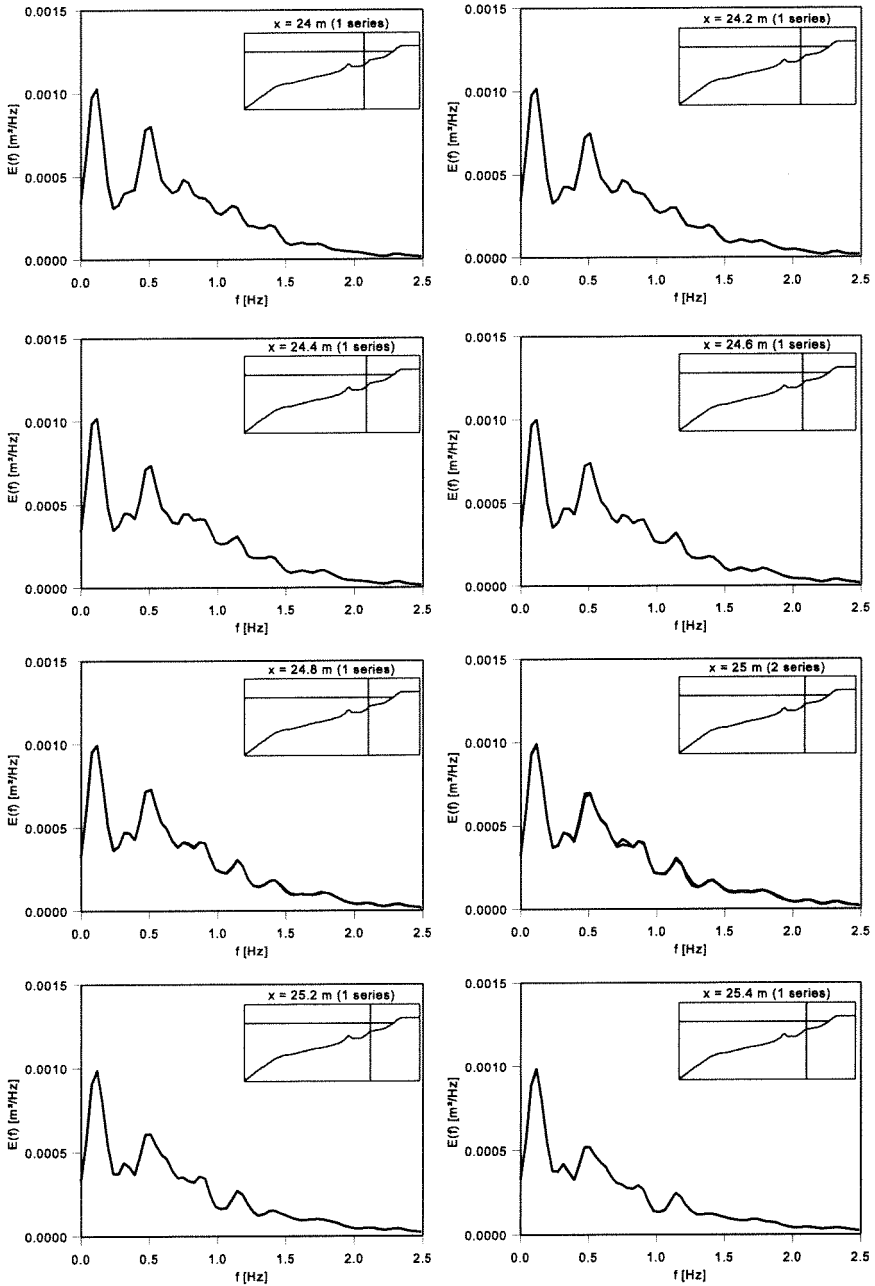 x = 24 m (1 series)
0.0015
0.0010
0.0005
0.0000
E(f) [m²/Hz]
0.0 0.5 1.0 1.5 2.0 2.5
f [Hz]
x = 24.2 m (1 series)
0.0015
0.0010
0.0005
0.0000
E(f) [m²/Hz]
0.0 0.5 1.0 1.5 2.0 2.5
f [Hz]
x = 24.4 m (1 series)
0.0015
0.0010
0.0005
0.0000
E(f) [m²/Hz]
0.0 0.5 1.0 1.5 2.0 2.5
f [Hz]
x = 24.6 m (1 series)
0.0015
0.0010
0.0005
0.0000
E(f) [m²/Hz]
0.0 0.5 1.0 1.5 2.0 2.5
f [Hz]
x = 24.8 m (1 series)
0.0015
0.0010
0.0005
0.0000
E(f) [m²/Hz]
0.0 0.5 1.0 1.5 2.0 2.5
f [Hz]
x = 25 m (2 series)
0.0015
0.0010
0.0005
0.0000
E(f) [m²/Hz]
0.0 0.5 1.0 1.5 2.0 2.5
f [Hz]
x = 25.2 m (1 series)
0.0015
0.0010
0.0005
0.0000
E(f) [m²/Hz]
0.0 0.5 1.0 1.5 2.0 2.5
f [Hz]
x = 25.4 m (1 series)
0.0015
0.0010
0.0005
0.0000
E(f) [m²/Hz]
0.0 0.5 1.0 1.5 2.0 2.5
f [Hz]